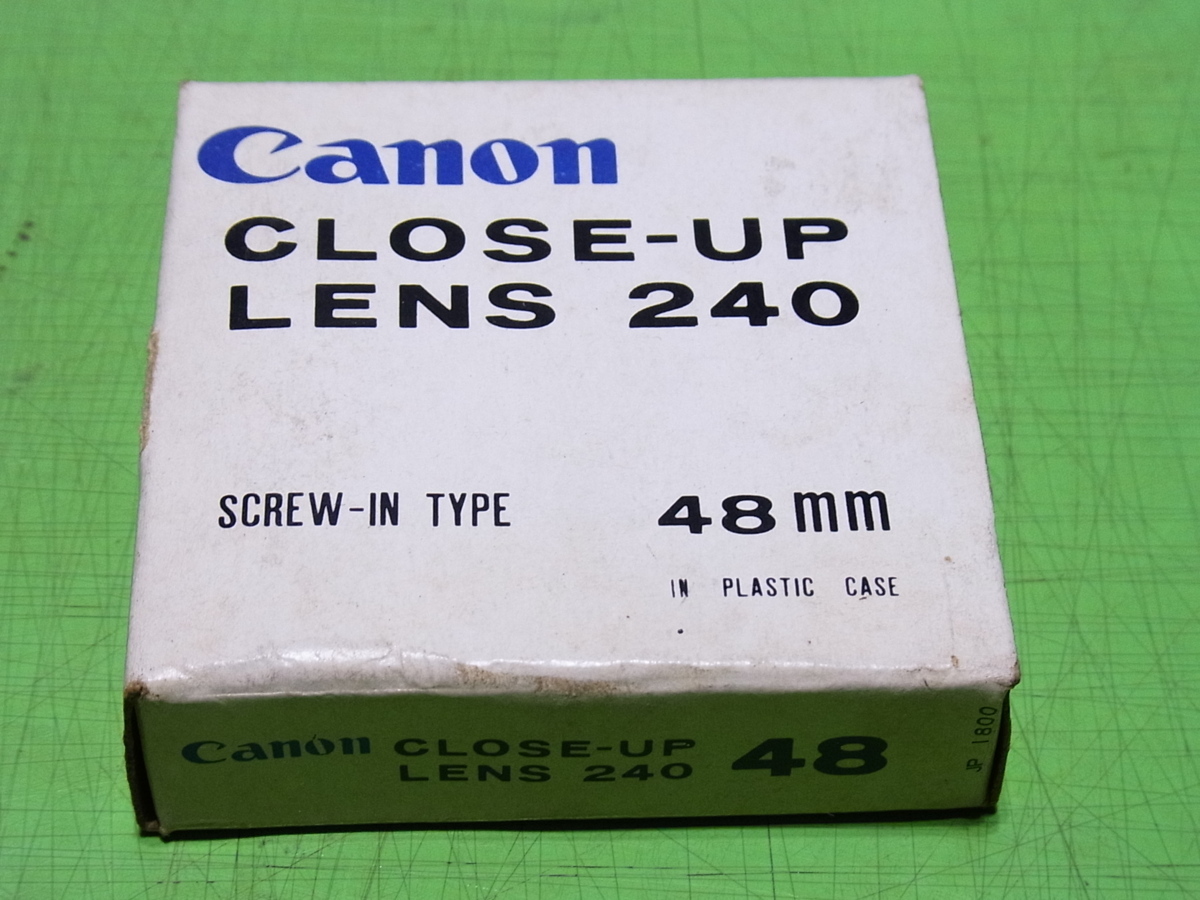 Canon
CLOSE-UP
LENS 240
SCREW-IN TYPE 48mm
IN PLASTIC CASE
Canon CLOSE-UP 48
LENS 240
JP 1800